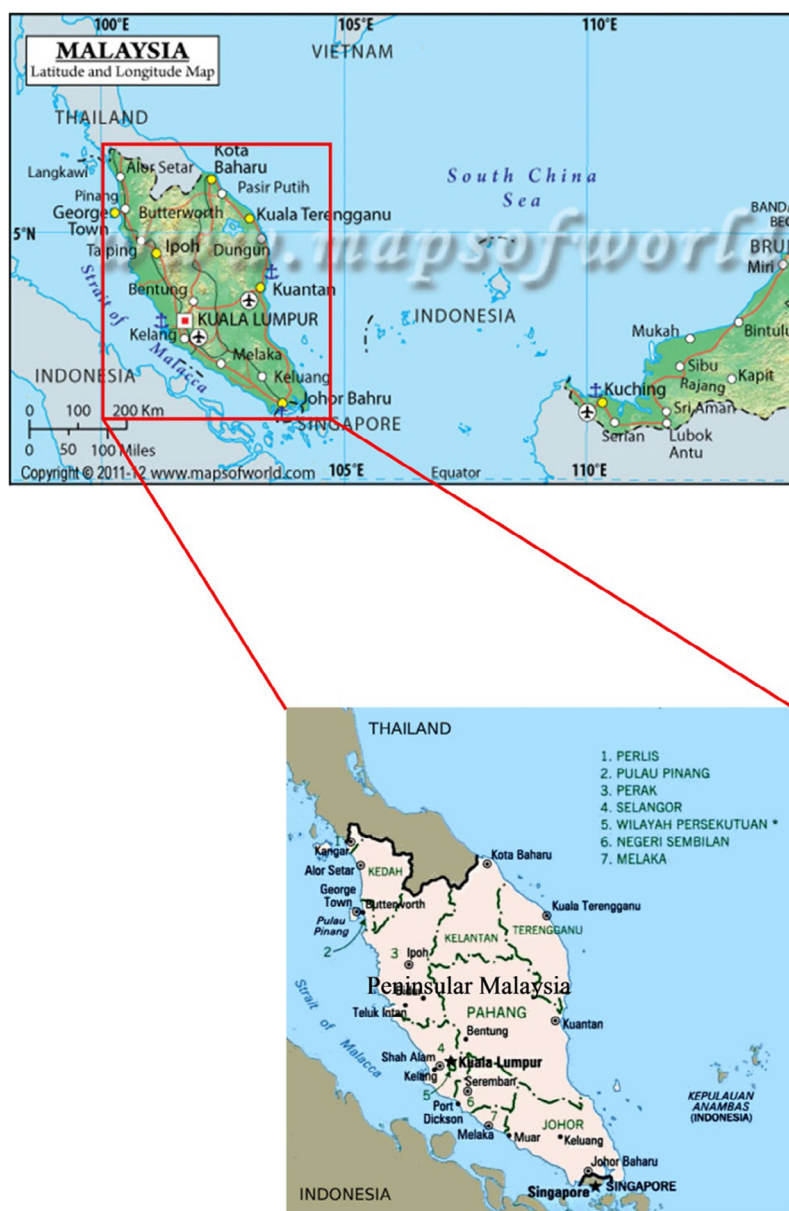 100°E
105°E
110°E
MALAYSIA
Latitude and Longitude Map
VIETNAM
THAILAND
Kota
Baharu
Langkawi
Alor Setar
Pasir Putih
South China
Sea
Pinang
George
Town
Butterworth
Kuala Terengganu
BANDA
BEG
5°N
www.mapsofworld
Taiping
Ipoh
Dungun
BRUN
Miri
Strait of
Malacca
Bentung
Kuantan
INDONESIA
KUALA LUMPUR
Mukah
Bintulu
Kelang
Melaka
Sibu
Kapit
Rajang
INDONESIA
Keluang
Kuching
Johor Bahru
Sri Aman
0 100 200 Km
SINGAPORE
Serian
Lubok
Antu
0 50 100 Miles
Copyright © 2011-12 www.mapsofworld.com
105°E
Equator
110°E
THAILAND
1. PERLIS
2. PULAU PINANG
3. PERAK
4. SELANGOR
5. WILAYAH PERSEKUTUAN *
6. NEGERI SEMBILAN
7. MELAKA
1
Kangar
Kota Baharu
Alor Setar
KEDAH
George
Town
Butterworth
Kuala Terengganu
Pulau
Pinang
KELANTAN
TERENGGANU
2
3
Ipoh
Peninsular Malaysia
Teluk Intan
PAHANG
Kuantan
Strait of Malacca
Bentung
Shah Alam
4
Kuala Lumpur
Kelang
Seremban
5
6
KEPULAUAN
ANAMBAS
(INDONESIA)
Port
Dickson
7
JOHOR
Melaka
Muar
Keluang
Johor Baharu
INDONESIA
Singapore
SINGAPORE